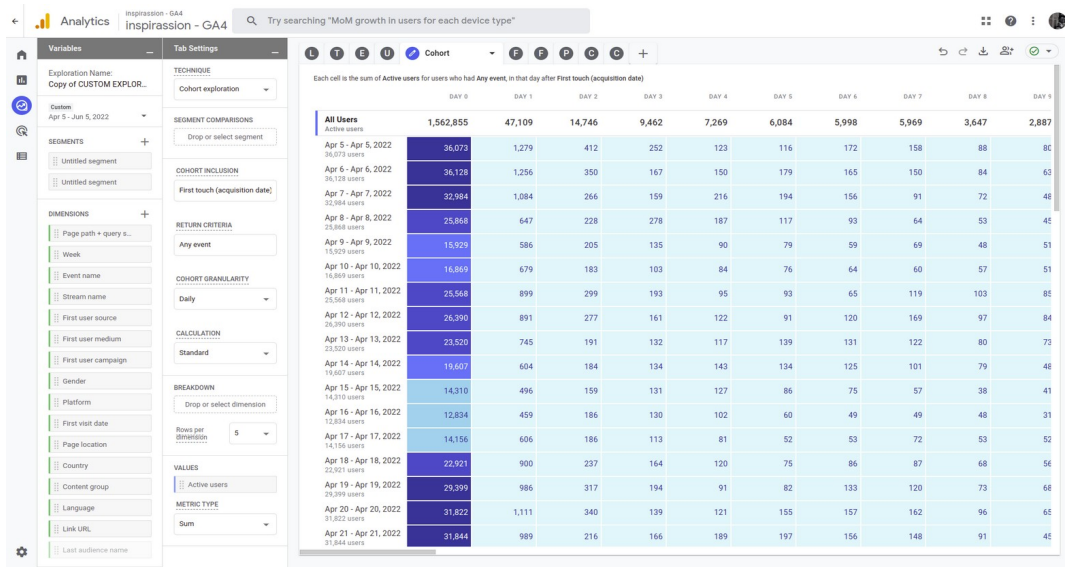 Analytics
inspirassion - GA4
inspirassion - GA4
Try searching "MoM growth in users for each device type"
Variables
Exploration Name:
Copy of CUSTOM EXPLOR...
Custom
Apr 5 - Jun 5, 2022
SEGMENTS
Untitled segment
Untitled segment
DIMENSIONS
Page path + query s...
Week
Event name
Stream name
First user source
First user medium
First user campaign
Gender
Platform
First visit date
Page location
Country
Content group
Language
Link URL
Last audience name
Tab Settings
TECHNIQUE
Cohort exploration
SEGMENT COMPARISONS
Drop or select segment
COHORT INCLUSION
First touch (acquisition date)
RETURN CRITERIA
Any event
COHORT GRANULARITY
Daily
CALCULATION
Standard
BREAKDOWN
Drop or select dimension
Rows per dimension
5
VALUES
Active users
METRIC TYPE
Sum
L T E U Cohort F F P C C
Each cell is the sum of Active users for users who had Any event, in that day after First touch (acquisition date)
DAY 0 DAY 1 DAY 2 DAY 3 DAY 4 DAY 5 DAY 6 DAY 7 DAY 8 DAY 9
All Users 1,562,855 47,109 14,746 9,462 7,269 6,084 5,998 5,969 3,647 2,887
Active users
Apr 5 - Apr 5, 2022 36,073 1,279 412 252 123 116 172 158 88 80
36,073 users
Apr 6 - Apr 6, 2022 36,128 1,256 350 167 150 179 165 150 84 63
36,128 users
Apr 7 - Apr 7, 2022 32,984 1,084 266 159 216 194 156 91 72 48
32,984 users
Apr 8 - Apr 8, 2022 25,868 647 228 278 187 117 93 64 53 45
25,868 users
Apr 9 - Apr 9, 2022 15,929 586 205 135 90 79 59 69 48 51
15,929 users
Apr 10 - Apr 10, 2022 16,869 679 183 103 84 76 64 60 57 51
16,869 users
Apr 11 - Apr 11, 2022 25,568 899 299 193 95 93 65 119 103 85
25,568 users
Apr 12 - Apr 12, 2022 26,390 891 277 161 122 91 120 169 97 84
26,390 users
Apr 13 - Apr 13, 2022 23,520 745 191 132 117 139 131 122 80 73
23,520 users
Apr 14 - Apr 14, 2022 19,607 604 184 134 143 134 125 101 79 48
19,607 users
Apr 15 - Apr 15, 2022 14,310 496 159 131 127 86 75 57 38 41
14,310 users
Apr 16 - Apr 16, 2022 12,834 459 186 130 102 60 49 49 48 31
12,834 users
Apr 17 - Apr 17, 2022 14,156 606 186 113 81 52 53 72 53 52
14,156 users
Apr 18 - Apr 18, 2022 22,921 900 237 164 120 75 86 87 68 56
22,921 users
Apr 19 - Apr 19, 2022 29,399 986 317 194 91 82 133 120 73 68
29,399 users
Apr 20 - Apr 20, 2022 31,822 1,111 340 139 121 155 157 162 96 65
31,822 users
Apr 21 - Apr 21, 2022 31,844 989 216 166 189 197 156 148 91 45
31,844 users